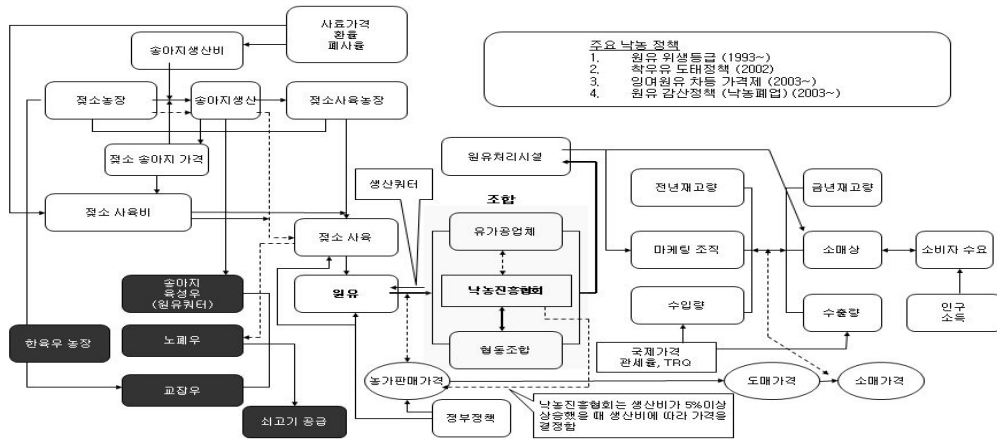 사료가격
환율
폐사율
송아지생산비
주요 낙농 정책
1. 원유 위생등급 (1993~)
2. 착우유 도태정책 (2002)
3. 잉여원유 차등 가격제 (2003~)
4. 원유 감산정책 (낙농폐업) (2003~)
젖소농장
송아지생산
젖소사육농장
젖소 송아지 가격
젖소 사육비
원유처리시설
생산쿼터
조합
전년재고량
금년재고량
유가공업체
젖소 사육
마케팅 조직
소매상
소비자 수요
송아지
육성우
(원유쿼터)
원유
낙농진흥협회
수입량
수출량
인구
소득
한육우 농장
노폐우
협동조합
국제가격
관세율, TRQ
교잡우
농가판매가격
도매가격
소매가격
쇠고기 공급
정부정책
낙농진흥협회는 생산비가 5%이상
상승했을 때 생산비에 따라 가격을
결정함